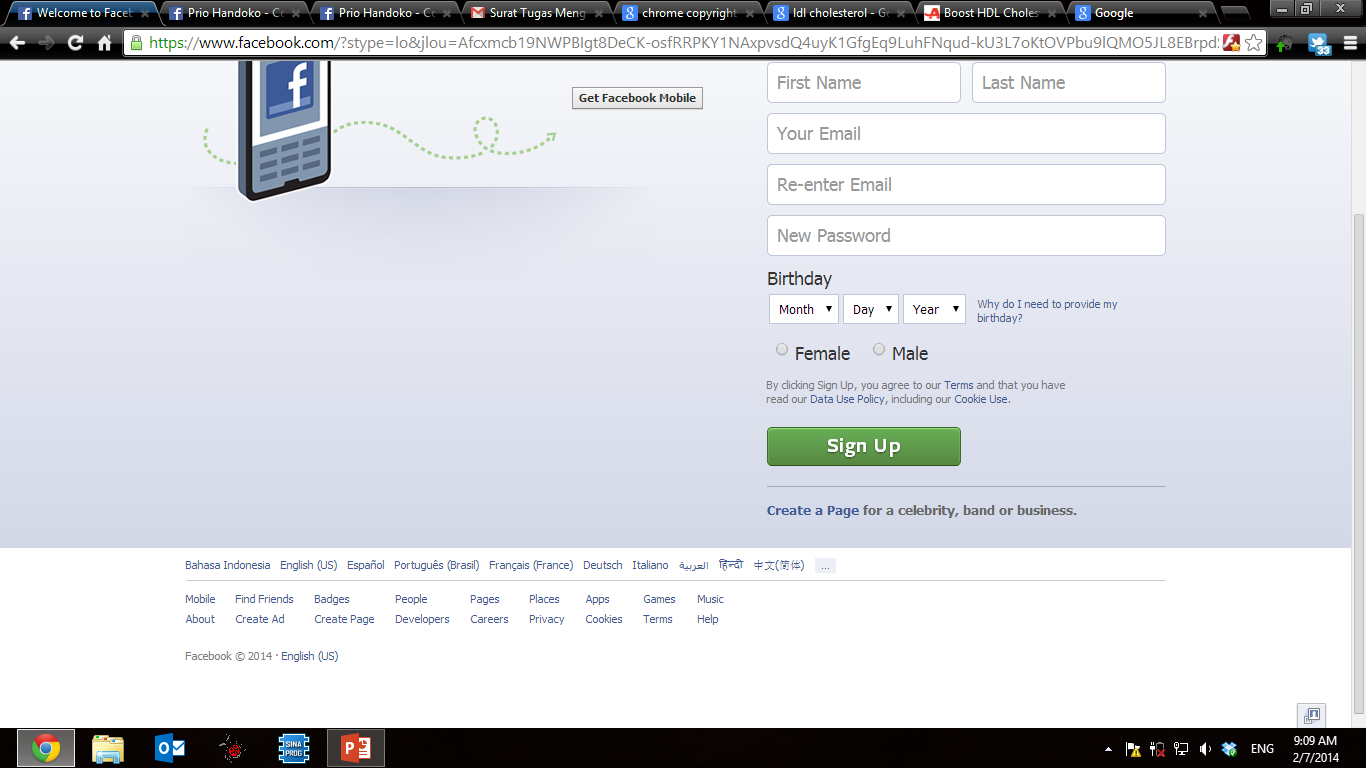 Welcome to Faceb
Prio Handoko - Co
Prio Handoko - Co
Surat Tugas Meng
chrome copyright
ldl cholesterol - Go
Boost HDL Choles
Google
https://www.facebook.com/?stype=lo&jlou=Afcxmcb19NWPBIgt8DeCK-osfRRPKY1NAxpvsdQ4uyK1GfgEq9LuhFNqud-kU3L7oKtOVPbu9lQMO5JL8EBrpd
33
Get Facebook Mobile
First Name
Last Name
Your Email
Re-enter Email
New Password
Birthday
Month
Day
Year
Why do I need to provide my
birthday?
Female
Male
By clicking Sign Up, you agree to our Terms and that you have
read our Data Use Policy, including our Cookie Use.
Sign Up
Create a Page for a celebrity, band or business.
Bahasa Indonesia English (US) Español Português (Brasil) Français (France) Deutsch Italiano العربية हिन्दी 中文(简体) ...
Mobile Find Friends Badges People Pages Places Apps Games Music
About Create Ad Create Page Developers Careers Privacy Cookies Terms Help
Facebook © 2014 · English (US)
SINA
PROG
ENG
9:09 AM
2/7/2014